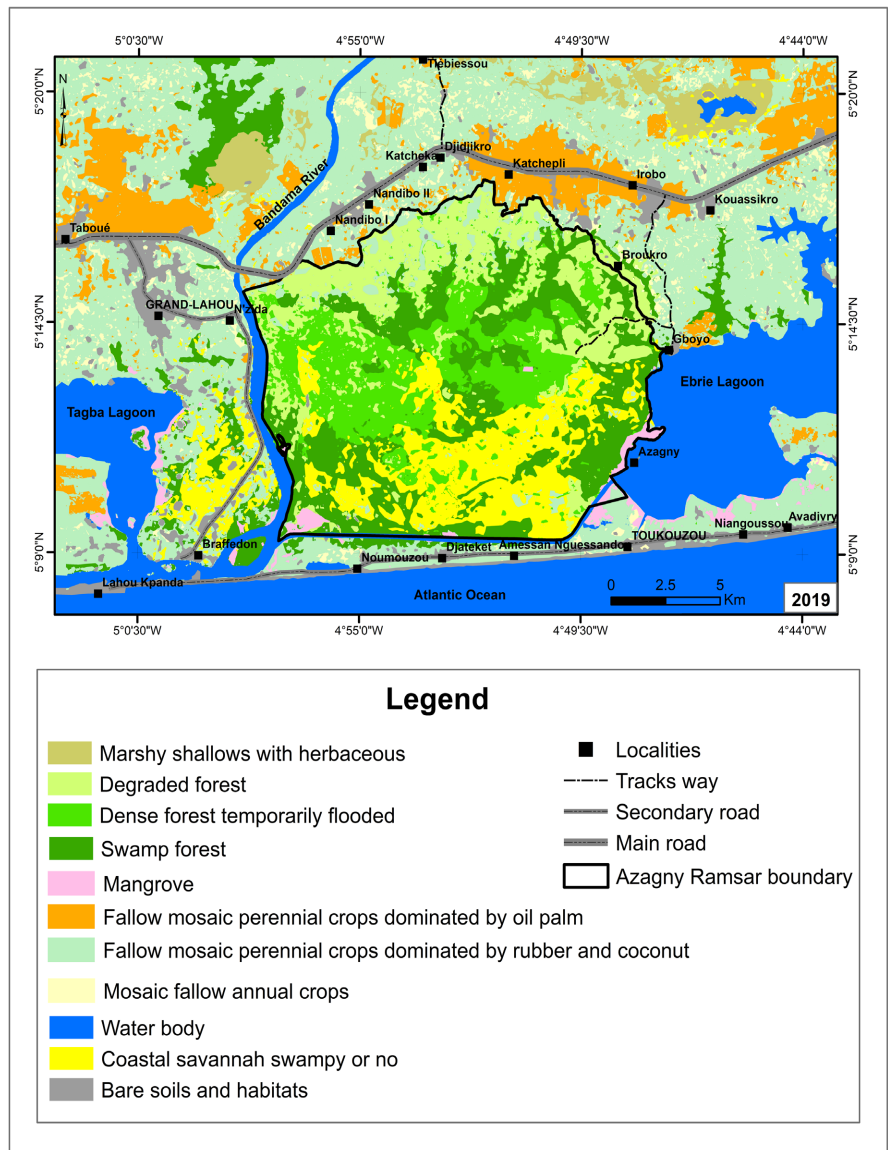 5°0'30"W 4°55'0"W 4°49'30"W 4°44'0"W
Tiébiessou
N
5°20'0"N
5°20'0"N
Djidjikro
Katcheka
Katchepli
Irobo
Bandama River
Nandibo II
Kouassikro
Nandibo I
Taboué
Broukro
GRAND-LAHOU
N'zida
5°14'30"N
5°14'30"N
Gboyo
Ebrie Lagoon
Tagba Lagoon
Azagny
Avadivry
Niangoussou
TOUKOUZOU
Amessan Nguessando
Djateket
Noumouzou
Braffedon
5°9'0"N
5°9'0"N
Lahou Kpanda
Atlantic Ocean
0 2.5 5
Km
2019
5°0'30"W 4°55'0"W 4°49'30"W 4°44'0"W
Legend
Marshy shallows with herbaceous
Degraded forest
Dense forest temporarily flooded
Swamp forest
Mangrove
Fallow mosaic perennial crops dominated by oil palm
Fallow mosaic perennial crops dominated by rubber and coconut
Mosaic fallow annual crops
Water body
Coastal savannah swampy or no
Bare soils and habitats
Localities
Tracks way
Secondary road
Main road
Azagny Ramsar boundary